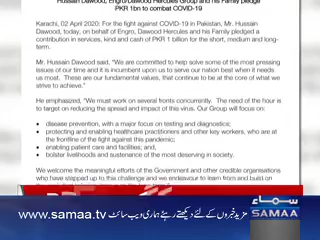 Hussain Dawood, Engro/Dawood Hercules Group and his Family pledge
PKR 1bn to combat COVID-19
Karachi, 02 April 2020: For the fight against COVID-19 in Pakistan, Mr. Hussain
Dawood, today, on behalf of Engro, Dawood Hercules and his Family pledged a
contribution in services, kind and cash of PKR 1 billion for the short, medium and long-
term.
Mr. Hussain Dawood said, “We are committed to help solve some of the most pressing
issues of our time and it is incumbent upon us to serve our nation best when it needs
us most. These are our fundamental values, that continue to be at the core of what we
strive to achieve.”
He emphasized, “We must work on several fronts concurrently. The need of the hour is
to target on reducing the spread and impact of this virus. Our Group will focus on:
• disease prevention, with a major focus on testing and diagnostics;
• protecting and enabling healthcare practitioners and other key workers, who are at
the frontline of the fight against this pandemic;
• enabling patient care and facilities; and,
• bolster livelihoods and sustenance of the most deserving in society.
We welcome the meaningful efforts of the Government and other credible organisations
who have stepped up to this challenge and we endeavour to learn from and build on
www.samaa.tv مزید خبروں کے لئے دیکھتے رہئے ہماری ویب سائٹ
سماء
SAMAA